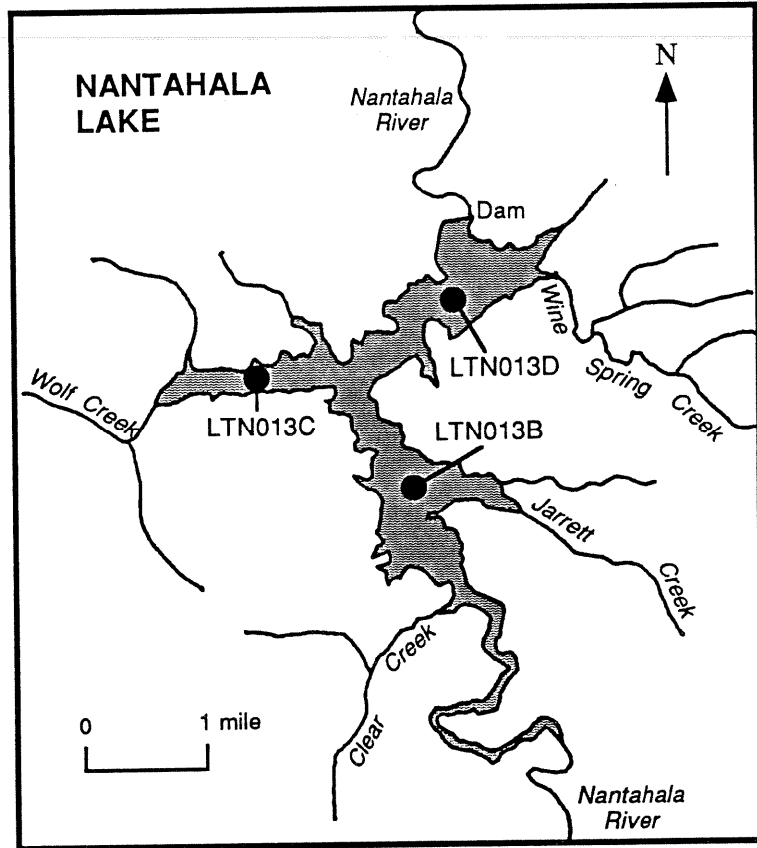 NANTAHALA
LAKE
Nantahala
River
N
Dam
Wine Spring Creek
LTN013D
Wolf Creek
LTN013C
LTN013B
Jarrett Creek
Clear Creek
0 1 mile
Nantahala
River